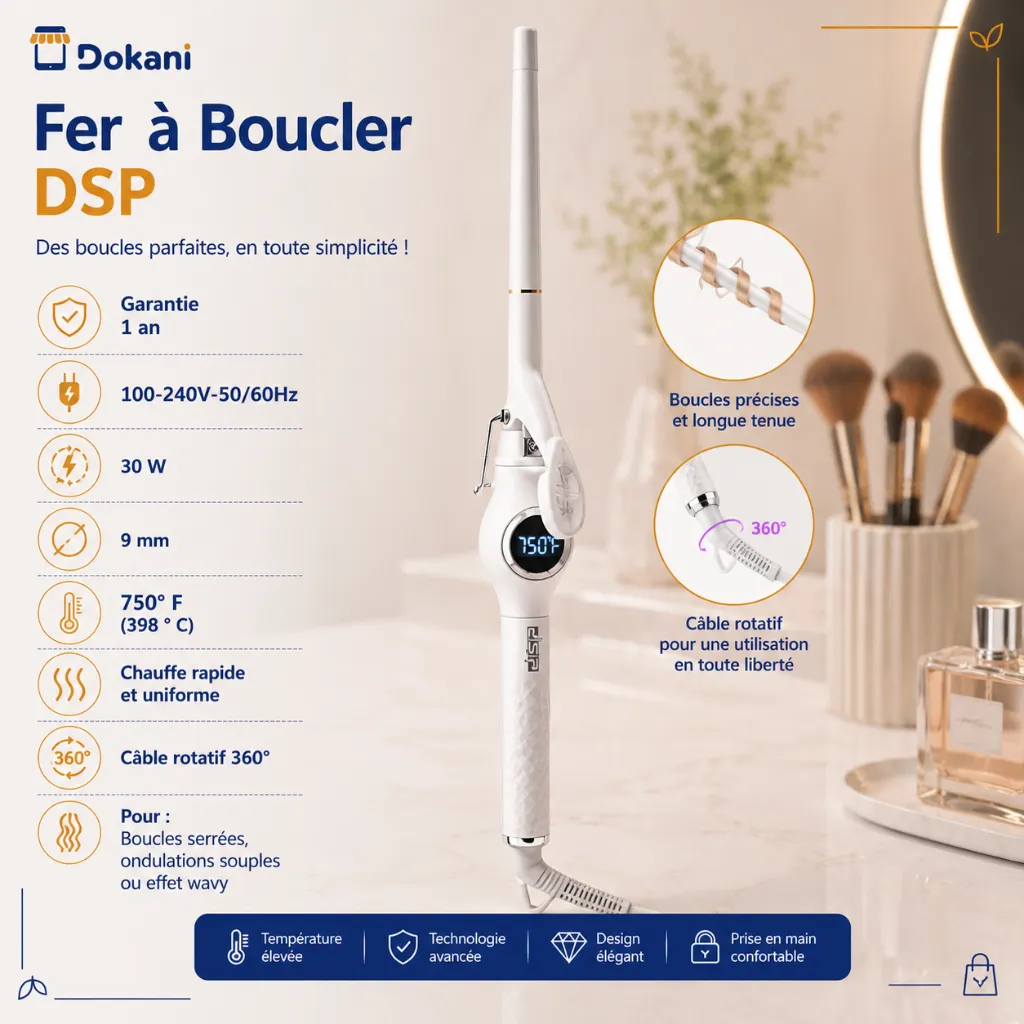 Dokani
Fer à Boucler
DSP
Des boucles parfaites, en toute simplicité !
Garantie
1 an
100-240V-50/60Hz
30 W
9 mm
750° F
(398 ° C)
Chauffe rapide
et uniforme
360°
Câble rotatif 360°
Pour :
Boucles serrées,
ondulations souples
ou effet wavy
750°F
dsp
Boucles précises
et longue tenue
360°
Câble rotatif
pour une utilisation
en toute liberté
Température
élevée
Technologie
avancée
Design
élégant
Prise en main
confortable